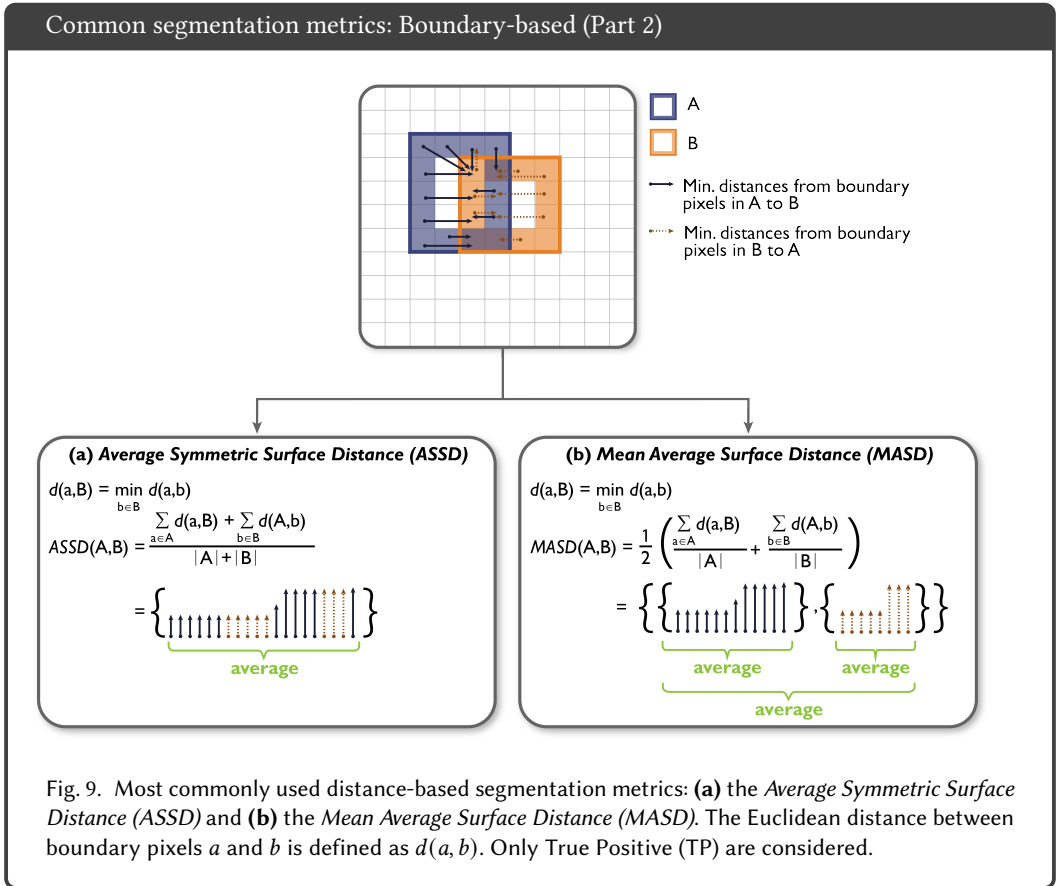 Common segmentation metrics: Boundary-based (Part 2)
A
B
Min. distances from boundary
pixels in A to B
Min. distances from boundary
pixels in B to A
(a) Average Symmetric Surface Distance (ASSD)
d(a,B) = min d(a,b)
b∈B
ASSD(A,B) = (∑ d(a,B) + ∑ d(A,b)) / (|A| + |B|)
a∈A b∈B
= { }
average
(b) Mean Average Surface Distance (MASD)
d(a,B) = min d(a,b)
b∈B
MASD(A,B) = 1/2 (∑ d(a,B) / |A| + ∑ d(A,b) / |B|)
a∈A b∈B
= { { } , { } }
average average
average
Fig. 9. Most commonly used distance-based segmentation metrics: (a) the Average Symmetric Surface
Distance (ASSD) and (b) the Mean Average Surface Distance (MASD). The Euclidean distance between
boundary pixels a and b is defined as d(a, b). Only True Positive (TP) are considered.